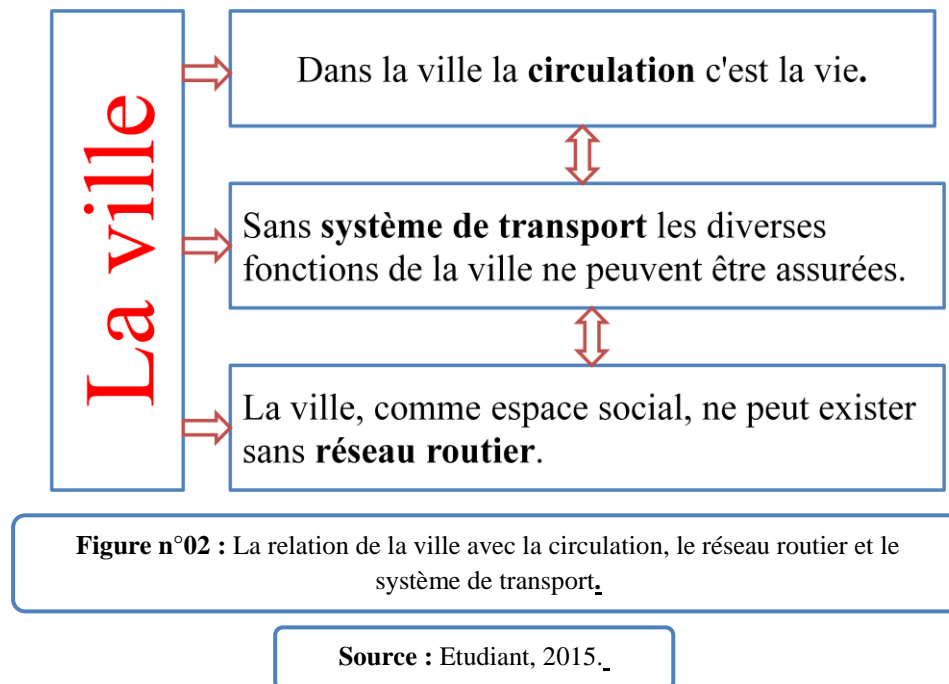 La ville
Dans la ville la circulation c'est la vie.
Sans système de transport les diverses
fonctions de la ville ne peuvent être assurées.
La ville, comme espace social, ne peut exister
sans réseau routier.
Figure n°02 : La relation de la ville avec la circulation, le réseau routier et le
système de transport.
Source : Etudiant, 2015.